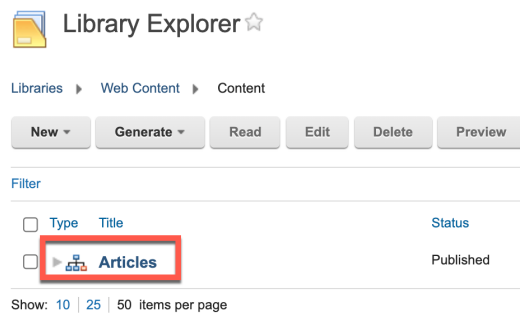 Library Explorer
Libraries Web Content Content
New Generate Read Edit Delete Preview
Filter
Type Title Status
Articles Published
Show: 10 25 50 items per page